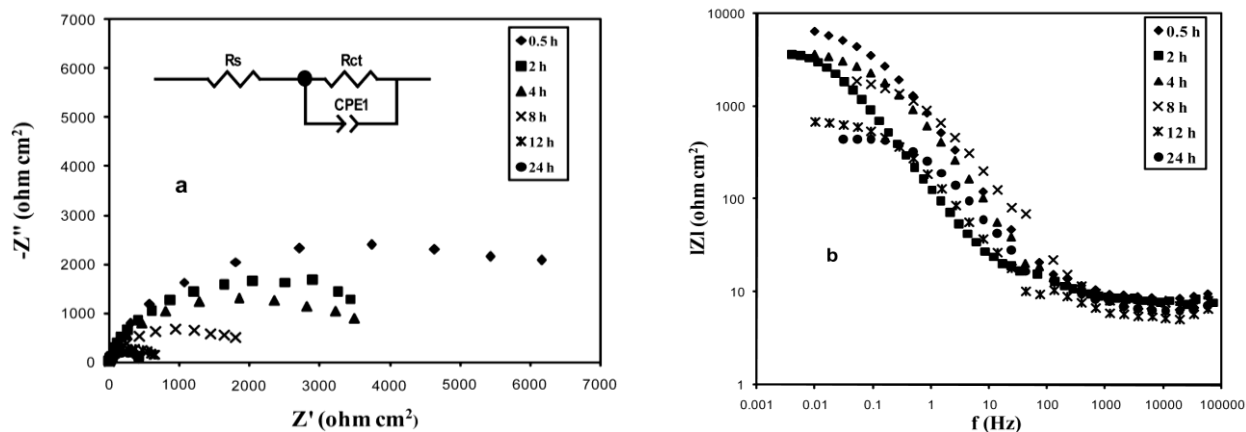 7000
6000
5000
4000
3000
2000
1000
0
-Z" (ohm cm²)
Rs
Rct
CPE1
a
0.5 h
2 h
4 h
8 h
12 h
24 h
0 1000 2000 3000 4000 5000 6000 7000
Z' (ohm cm²)
10000
1000
100
10
1
|Z| (ohm cm²)
b
0.5 h
2 h
4 h
8 h
12 h
24 h
0.001 0.01 0.1 1 10 100 1000 10000 100000
f (Hz)